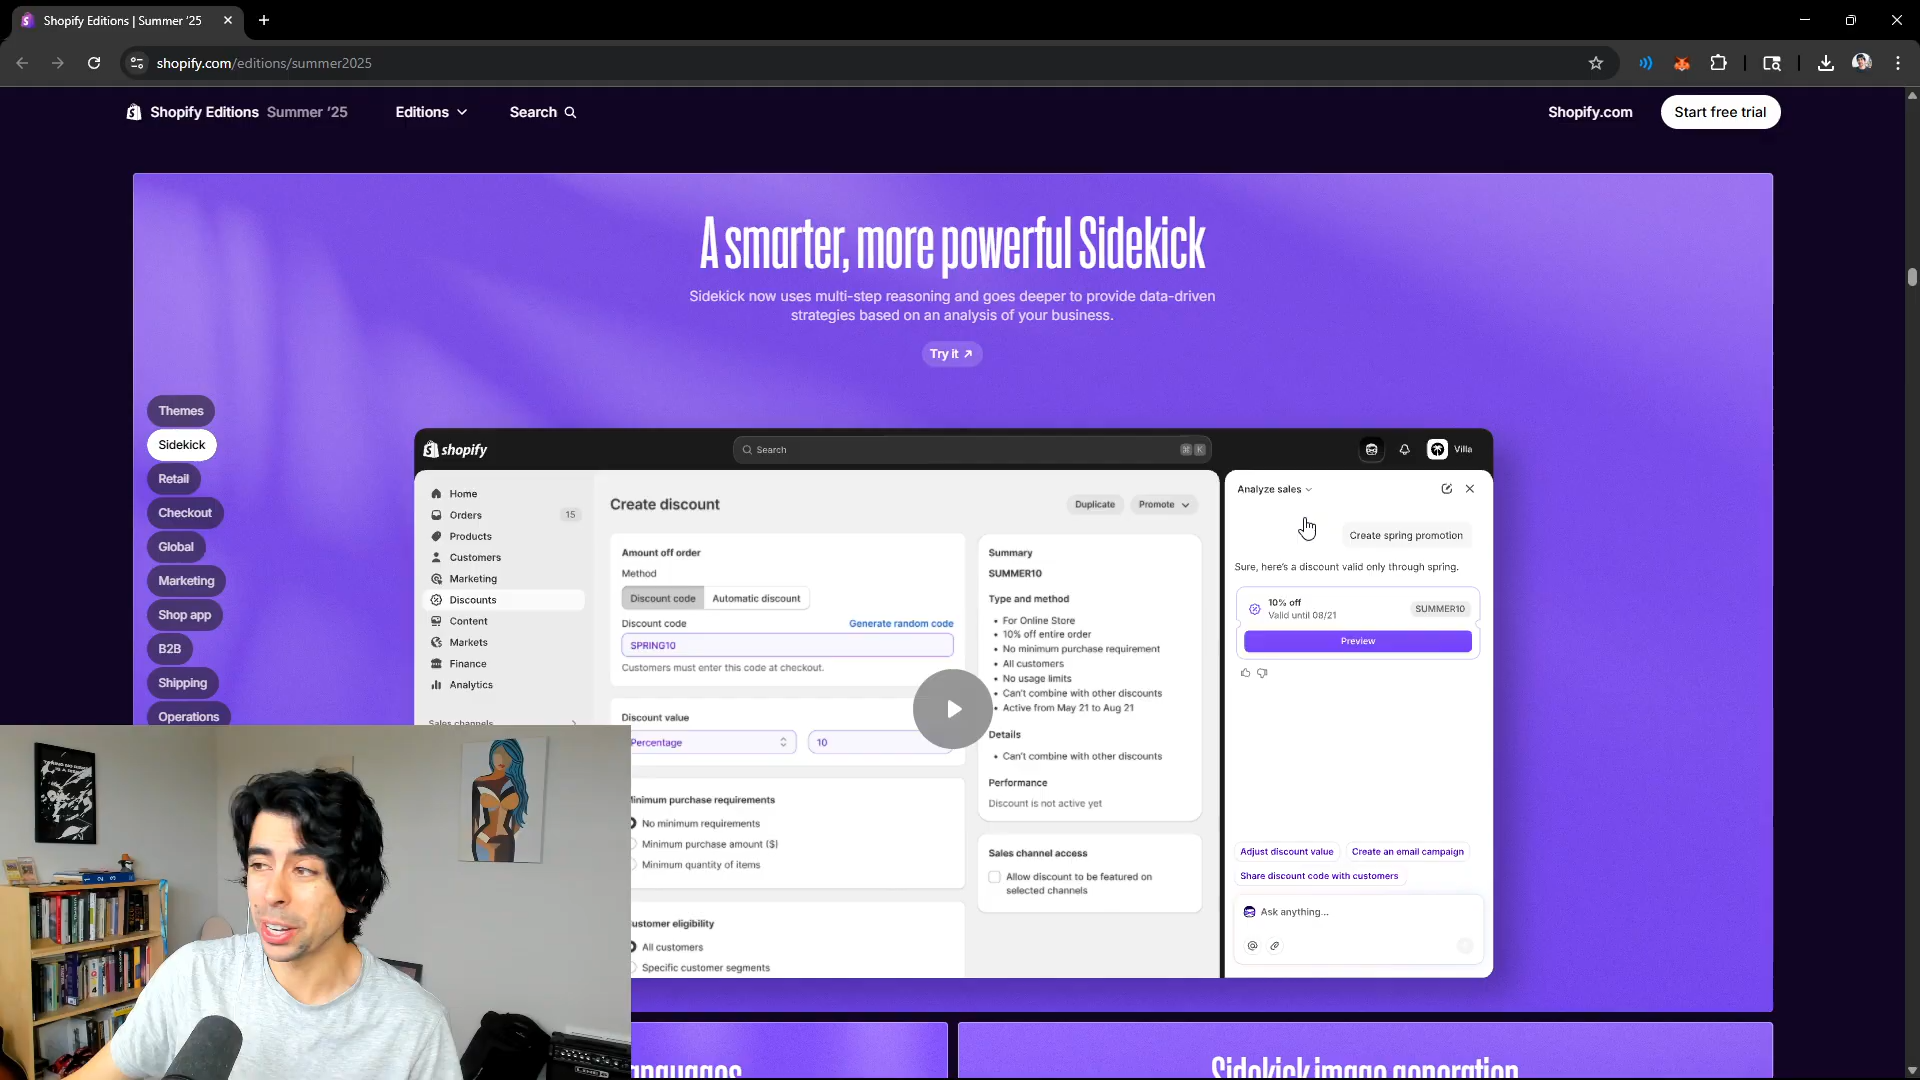 Shopify Editions | Summer '25
shopify.com/editions/summer2025
Shopify Editions Summer '25
Editions
Search
Shopify.com
Start free trial
A smarter, more powerful Sidekick
Sidekick now uses multi-step reasoning and goes deeper to provide data-driven
strategies based on an analysis of your business.
Try it
Themes
Sidekick
Retail
Checkout
Global
Marketing
Shop app
B2B
Shipping
Operations
shopify
Search
⌘ K
Villa
Home
Orders 15
Products
Customers
Marketing
Discounts
Content
Markets
Finance
Analytics
Sales channels
Create discount
Duplicate
Promote
Amount off order
Method
Discount code
Automatic discount
Discount code
Generate random code
SPRING10
Customers must enter this code at checkout.
Discount value
Percentage
10
Minimum purchase requirements
No minimum requirements
Minimum purchase amount ($)
Minimum quantity of items
ustomer eligibility
All customers
Specific customer segments
Summary
SUMMER10
Type and method
• For Online Store
• 10% off entire order
• No minimum purchase requirement
• All customers
• No usage limits
• Can't combine with other discounts
• Active from May 21 to Aug 21
Details
• Can't combine with other discounts
Performance
Discount is not active yet
Sales channel access
Allow discount to be featured on
selected channels
Analyze sales
Create spring promotion
Sure, here's a discount valid only through spring.
10% off
Valid until 08/21
SUMMER10
Preview
Adjust discount value
Create an email campaign
Share discount code with customers
Ask anything...
anguages
Sidekick image generation